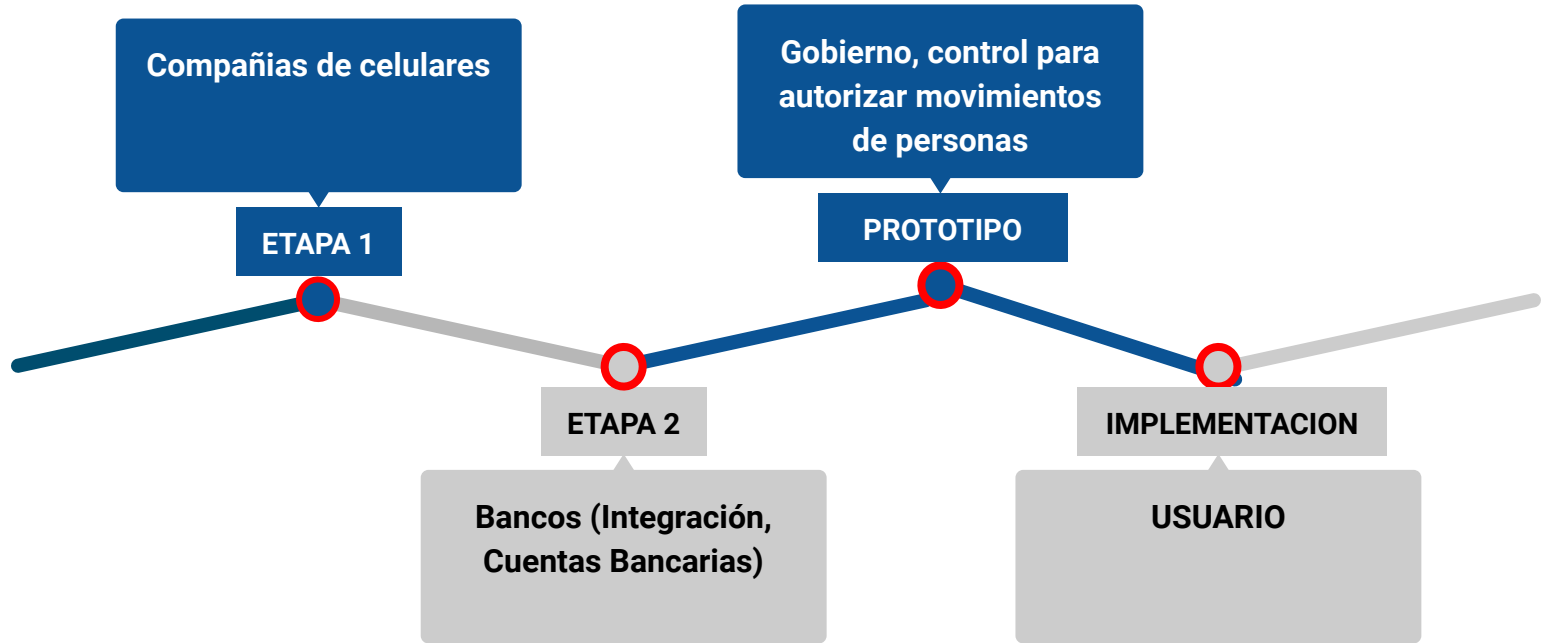 Compañias de celulares
ETAPA 1
Gobierno, control para
autorizar movimientos
de personas
PROTOTIPO
ETAPA 2
Bancos (Integración,
Cuentas Bancarias)
IMPLEMENTACION
USUARIO